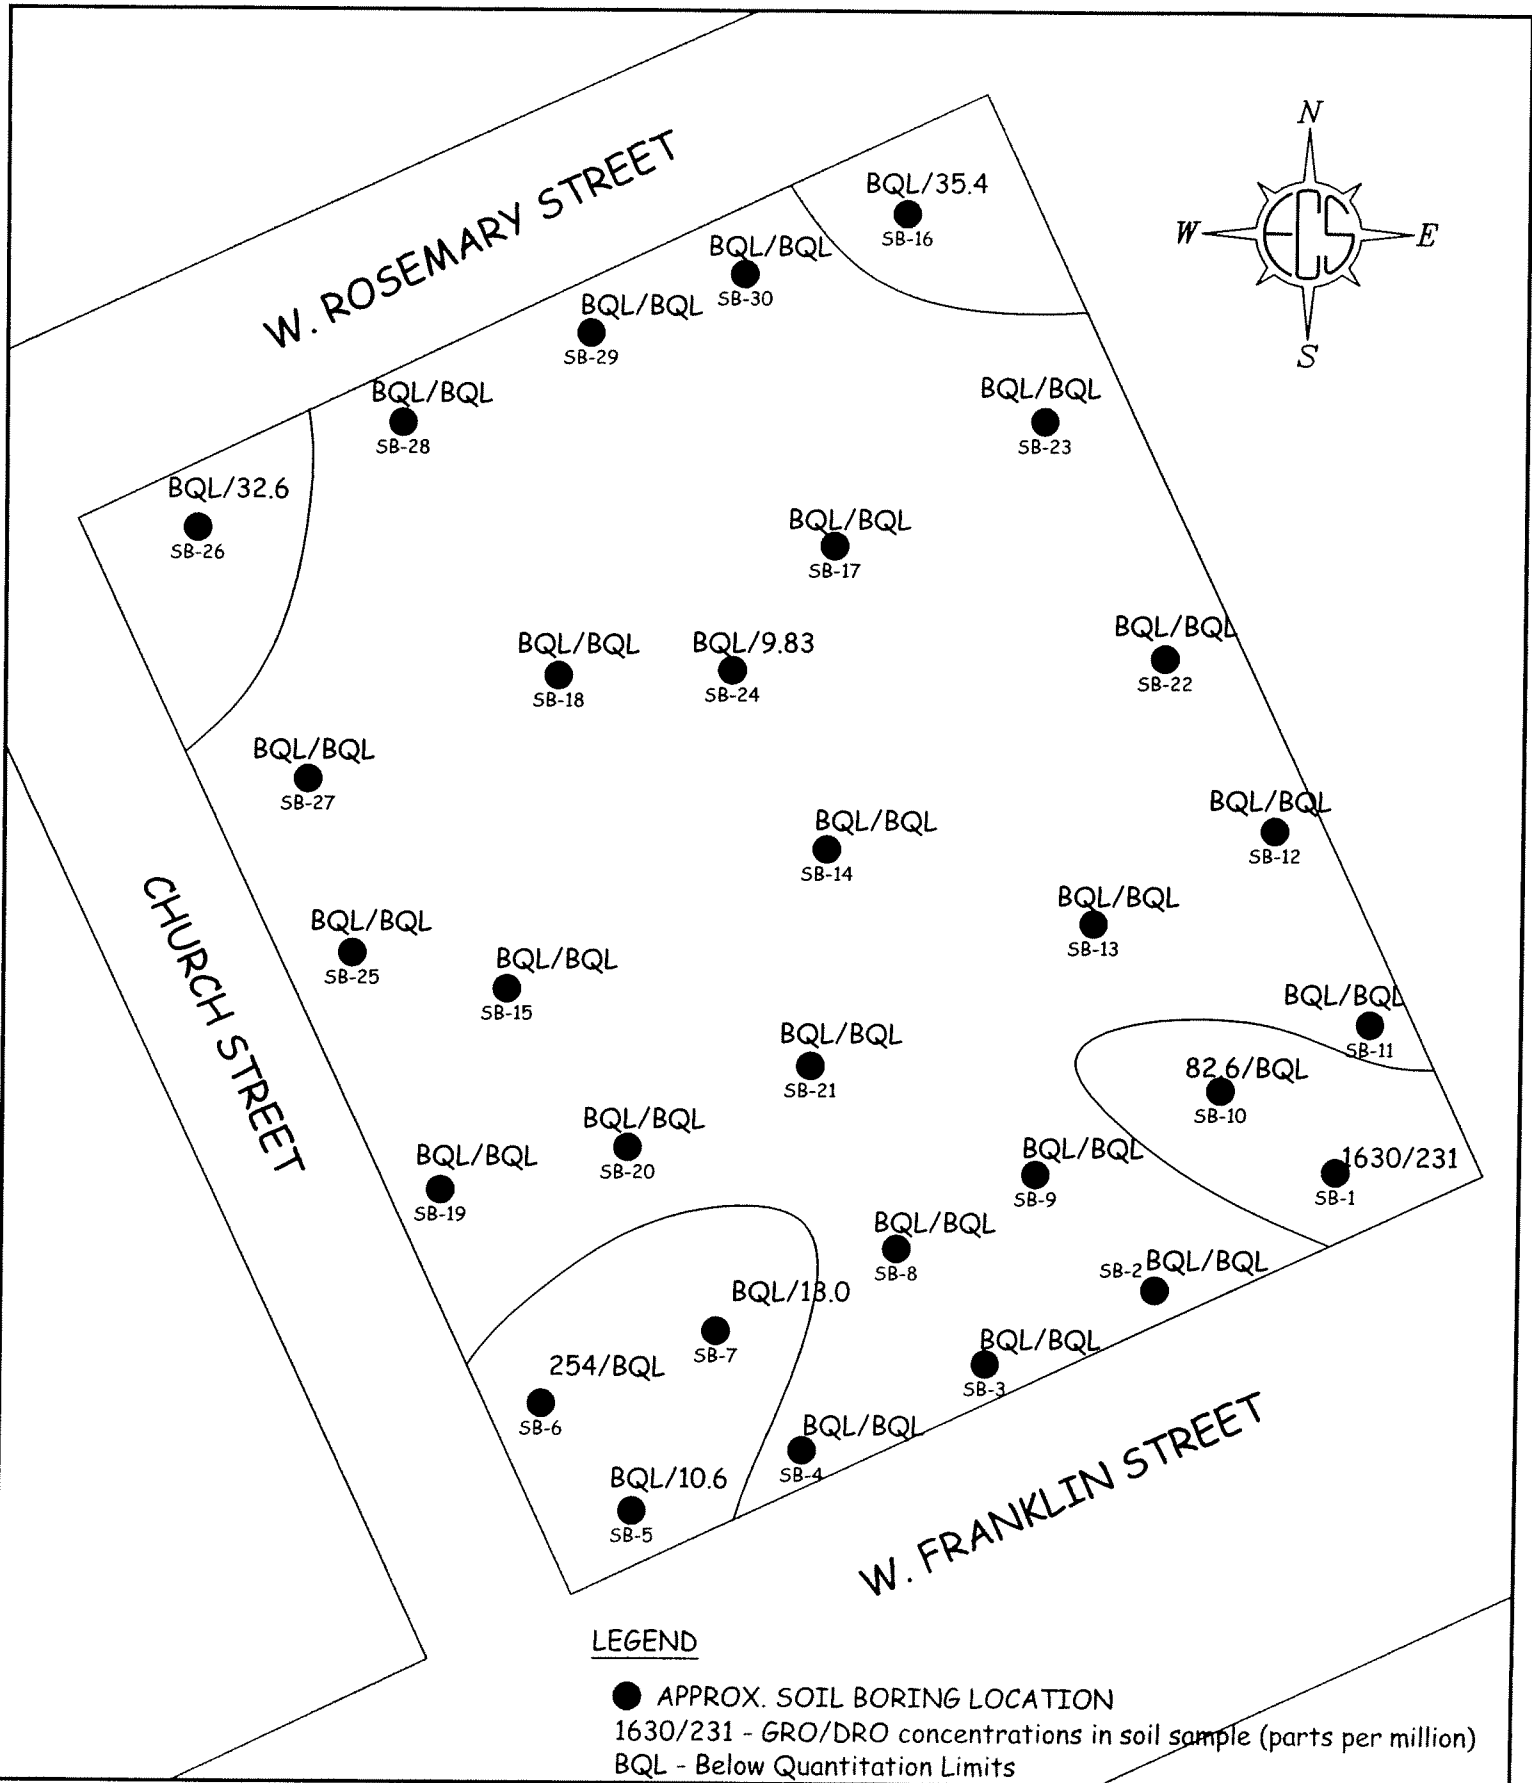 N
W
E
S
W. ROSEMARY STREET
BQL/35.4
SB-16
BQL/BQL
SB-30
BQL/BQL
SB-29
BQL/BQL
SB-28
BQL/BQL
SB-23
BQL/32.6
SB-26
BQL/BQL
SB-17
BQL/BQL
SB-18
BQL/9.83
SB-24
BQL/BQL
SB-22
BQL/BQL
SB-27
BQL/BQL
SB-12
BQL/BQL
SB-14
CHURCH STREET
BQL/BQL
SB-13
BQL/BQL
SB-25
BQL/BQL
SB-15
BQL/BQL
SB-11
BQL/BQL
SB-21
82.6/BQL
SB-10
BQL/BQL
SB-20
BQL/BQL
SB-19
BQL/BQL
SB-9
1630/231
SB-1
BQL/BQL
SB-8
SB-2 BQL/BQL
BQL/13.0
SB-7
BQL/BQL
SB-3
254/BQL
SB-6
BQL/BQL
SB-4
BQL/10.6
SB-5
W. FRANKLIN STREET
LEGEND
APPROX. SOIL BORING LOCATION
1630/231 - GRO/DRO concentrations in soil sample (parts per million)
BQL - Below Quantitation Limits